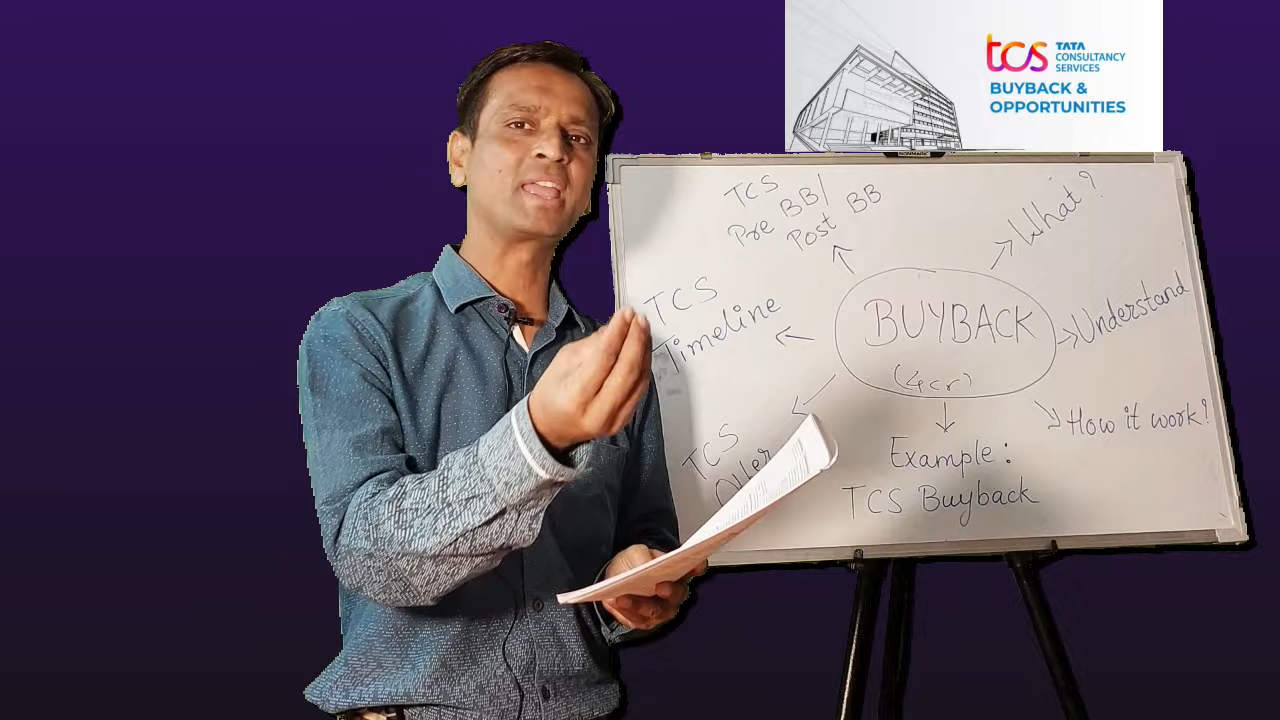 tcs TATA
CONSULTANCY
SERVICES
BUYBACK &
OPPORTUNITIES
TCS
Pre BB/
Post BB
What?
TCS
Timeline
BUYBACK
(4cr)
Understand
How it work?
TCS
Example:
TCS Buyback